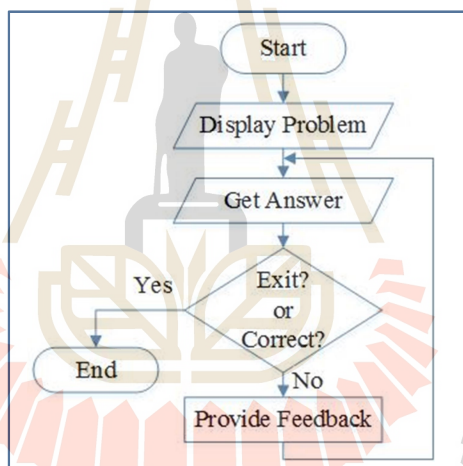 Start
Display Problem
Get Answer
Exit?
or
Correct?
Yes
End
No
Provide Feedback